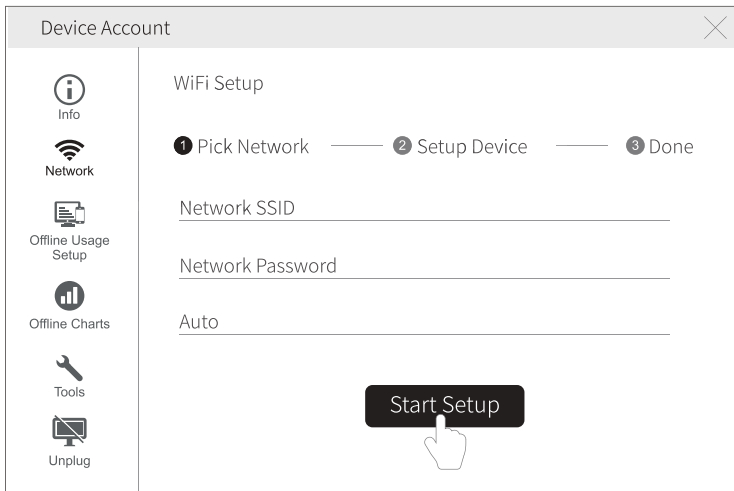 Device Account
Info
Network
Offline Usage
Setup
Offline Charts
Tools
Unplug
WiFi Setup
1 Pick Network
2 Setup Device
3 Done
Network SSID
Network Password
Auto
Start Setup